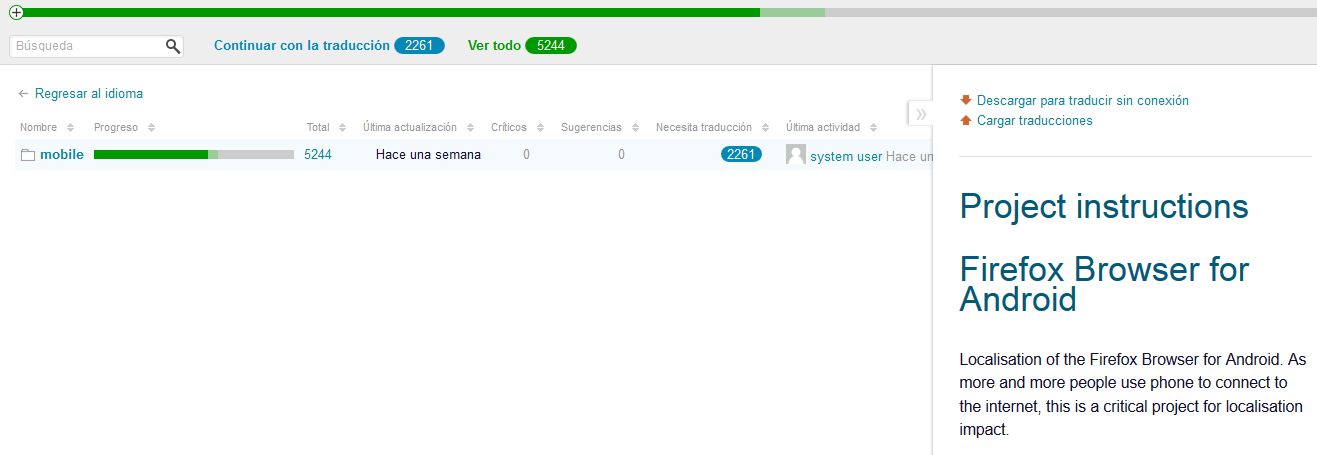 Búsqueda
Continuar con la traducción 2261 Ver todo 5244
← Regresar al idioma
Nombre Progreso Total Última actualización Críticos Sugerencias Necesita traducción Última actividad
mobile 5244 Hace una semana 0 0 2261 system user Hace un
Descargar para traducir sin conexión
Cargar traducciones
Project instructions
Firefox Browser for
Android
Localisation of the Firefox Browser for Android. As
more and more people use phone to connect to
the internet, this is a critical project for localisation
impact.